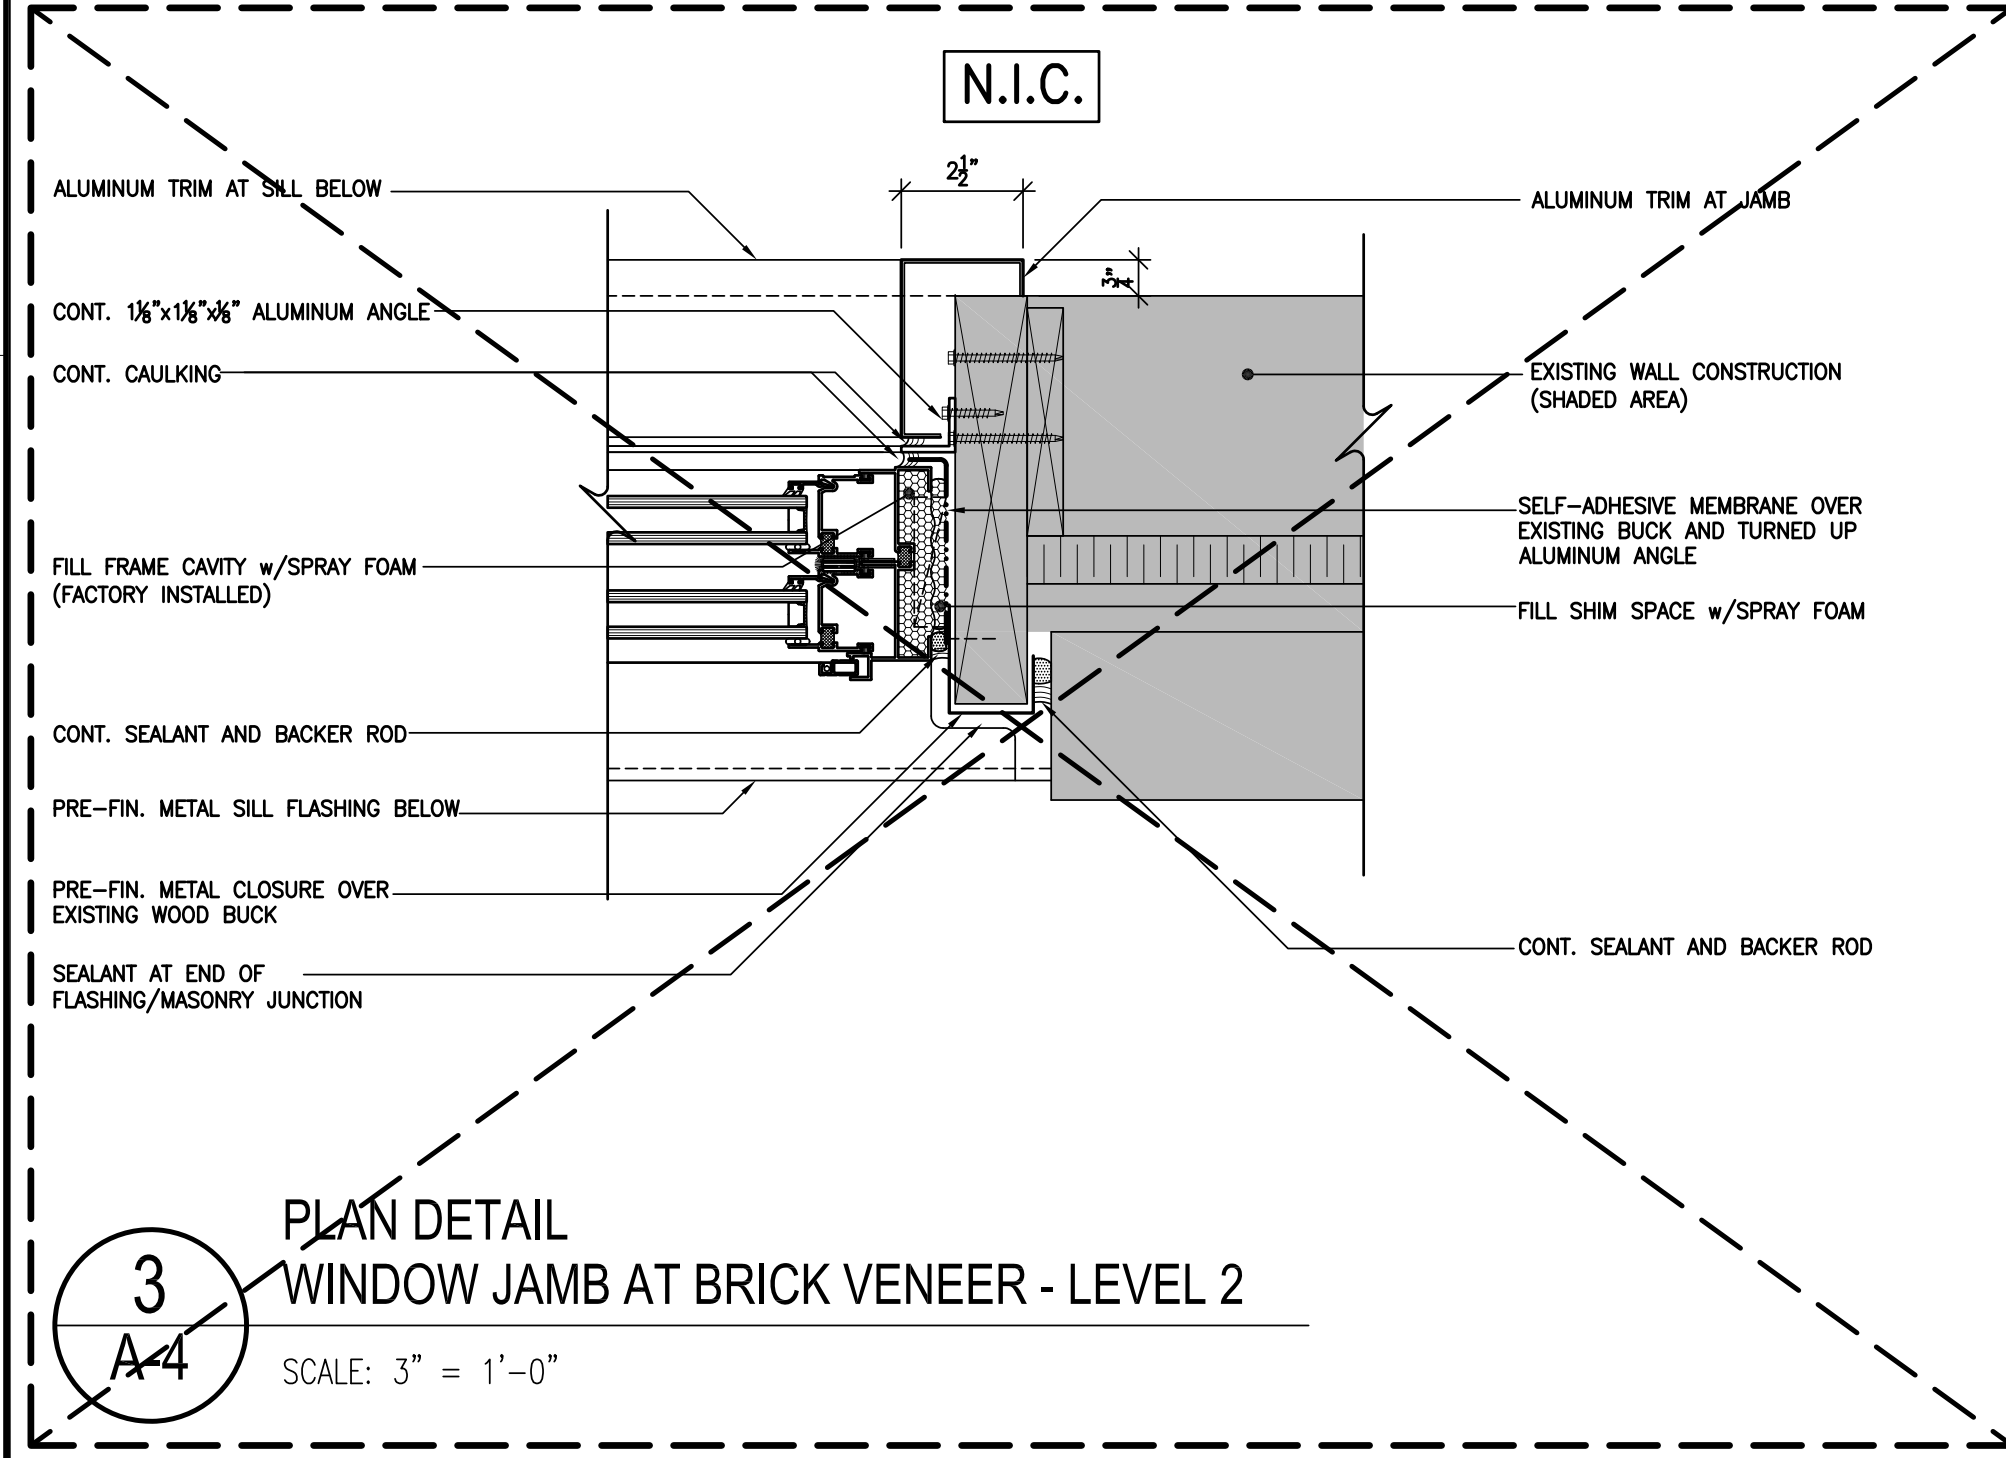 N.I.C.
2½"
ALUMINUM TRIM AT SILL BELOW
ALUMINUM TRIM AT JAMB
¾"
CONT. 1⅛"x1⅛"x⅛" ALUMINUM ANGLE
CONT. CAULKING
EXISTING WALL CONSTRUCTION
(SHADED AREA)
SELF-ADHESIVE MEMBRANE OVER
EXISTING BUCK AND TURNED UP
ALUMINUM ANGLE
FILL FRAME CAVITY w/SPRAY FOAM
(FACTORY INSTALLED)
FILL SHIM SPACE w/SPRAY FOAM
CONT. SEALANT AND BACKER ROD
PRE-FIN. METAL SILL FLASHING BELOW
PRE-FIN. METAL CLOSURE OVER
EXISTING WOOD BUCK
CONT. SEALANT AND BACKER ROD
SEALANT AT END OF
FLASHING/MASONRY JUNCTION
3
A-4
PLAN DETAIL
WINDOW JAMB AT BRICK VENEER - LEVEL 2
SCALE: 3" = 1'-0"